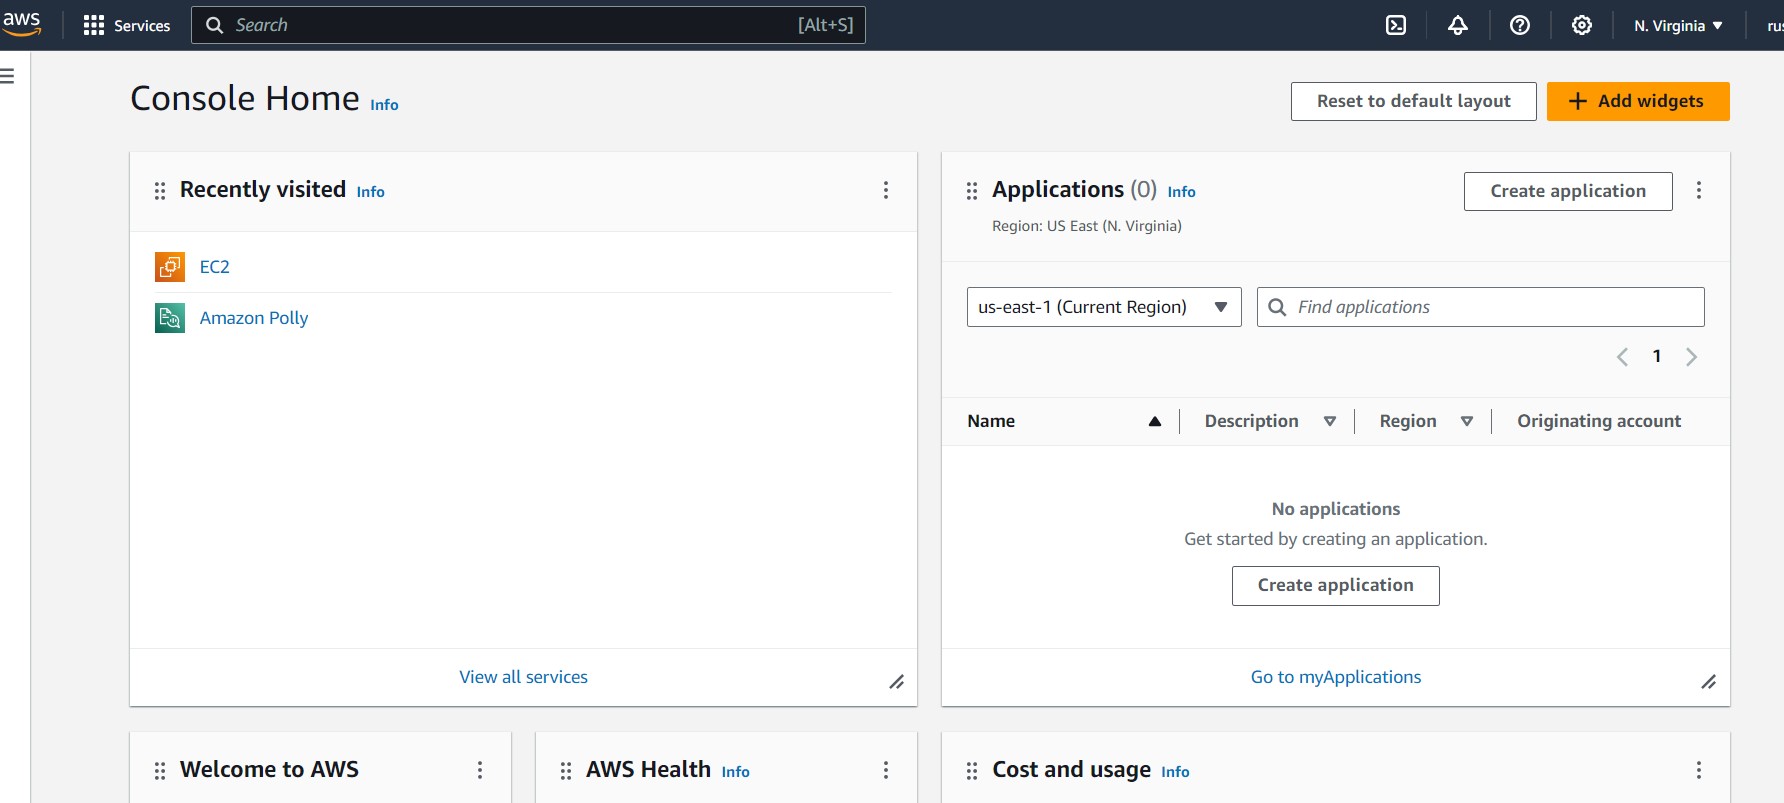 aws
Services
Search [Alt+S]
N. Virginia
Console Home Info
Reset to default layout
Add widgets
Recently visited Info
EC2
Amazon Polly
View all services
Applications (0) Info
Create application
Region: US East (N. Virginia)
us-east-1 (Current Region)
Find applications
1
Name Description Region Originating account
No applications
Get started by creating an application.
Create application
Go to myApplications
Welcome to AWS
AWS Health Info
Cost and usage Info